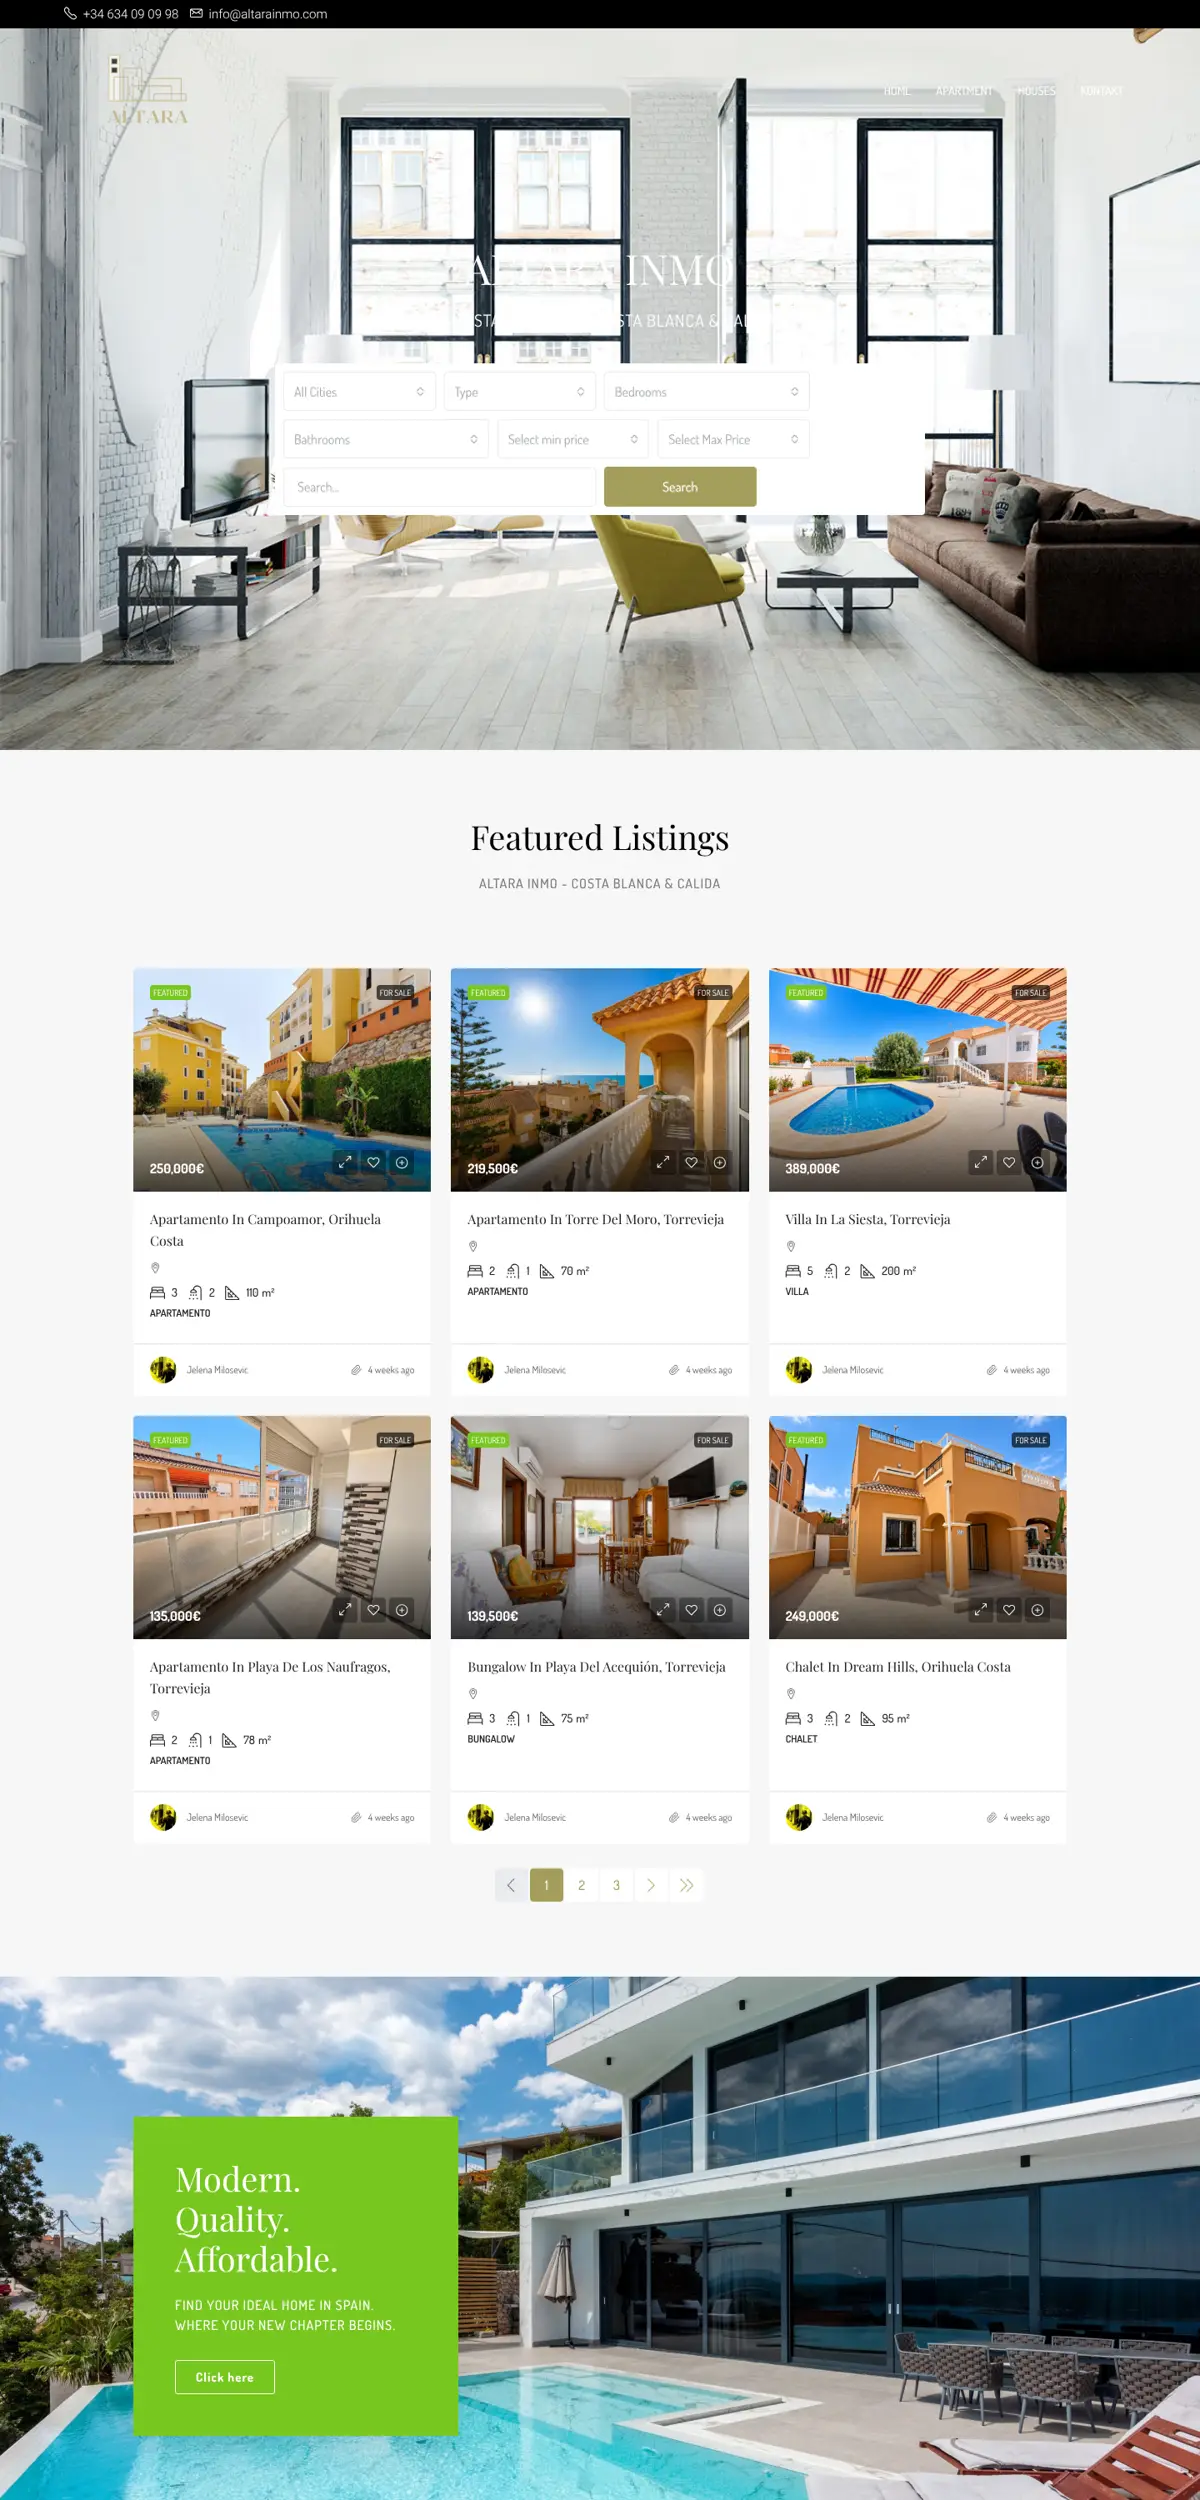 +34 634 09 09 98 info@altarainmo.com
ALTARA
HOME APARTMENT HOUSES KONTAKT
ALTARA INMO
BLANCA &
All Cities Type Bedrooms
Bathrooms Select min price Select Max Price
Search... Search
Featured Listings
ALTARA INMO - COSTA BLANCA & CALIDA
FEATURED FOR SALE
250,000€
Apartamento In Campoamor, Orihuela
Costa
3 2 110 m²
APARTAMENTO
Jelena Milosevic 4 weeks ago
FEATURED FOR SALE
219,500€
Apartamento In Torre Del Moro, Torrevieja
2 1 70 m²
APARTAMENTO
Jelena Milosevic 4 weeks ago
FEATURED FOR SALE
389,000€
Villa In La Siesta, Torrevieja
5 2 200 m²
VILLA
Jelena Milosevic 4 weeks ago
FEATURED FOR SALE
135,000€
Apartamento In Playa De Los Naufragos,
Torrevieja
2 1 78 m²
APARTAMENTO
Jelena Milosevic 4 weeks ago
FEATURED FOR SALE
139,500€
Bungalow In Playa Del Acequión, Torrevieja
3 1 75 m²
BUNGALOW
Jelena Milosevic 4 weeks ago
FEATURED FOR SALE
249,000€
Chalet In Dream Hills, Orihuela Costa
3 2 95 m²
CHALET
Jelena Milosevic 4 weeks ago
1 2 3
Modern.
Quality.
Affordable.
FIND YOUR IDEAL HOME IN SPAIN.
WHERE YOUR NEW CHAPTER BEGINS.
Click here